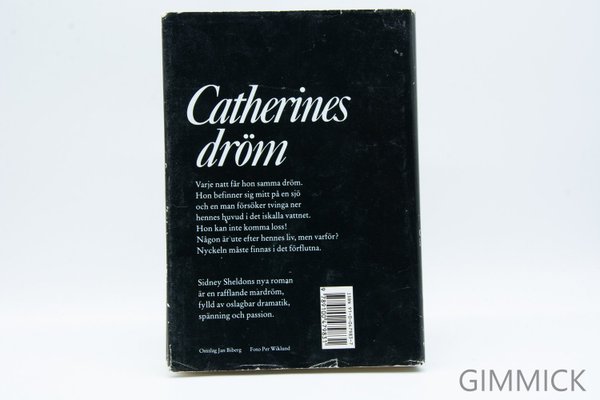 Catherines
dröm
Varje natt får hon samma dröm.
Hon befinner sig mitt på en sjö
och en man försöker tvinga ner
hennes huvud i det iskalla vattnet.
Hon kan inte komma loss!
Någon är ute efter hennes liv, men varför?
Nyckeln måste finnas i det förflutna.
Sidney Sheldons nya roman
är en rafflande mardröm,
fylld av oslagbar dramatik,
spänning och passion.
Omslag Jan Biberg Foto Per Wiklund
GIMMICK